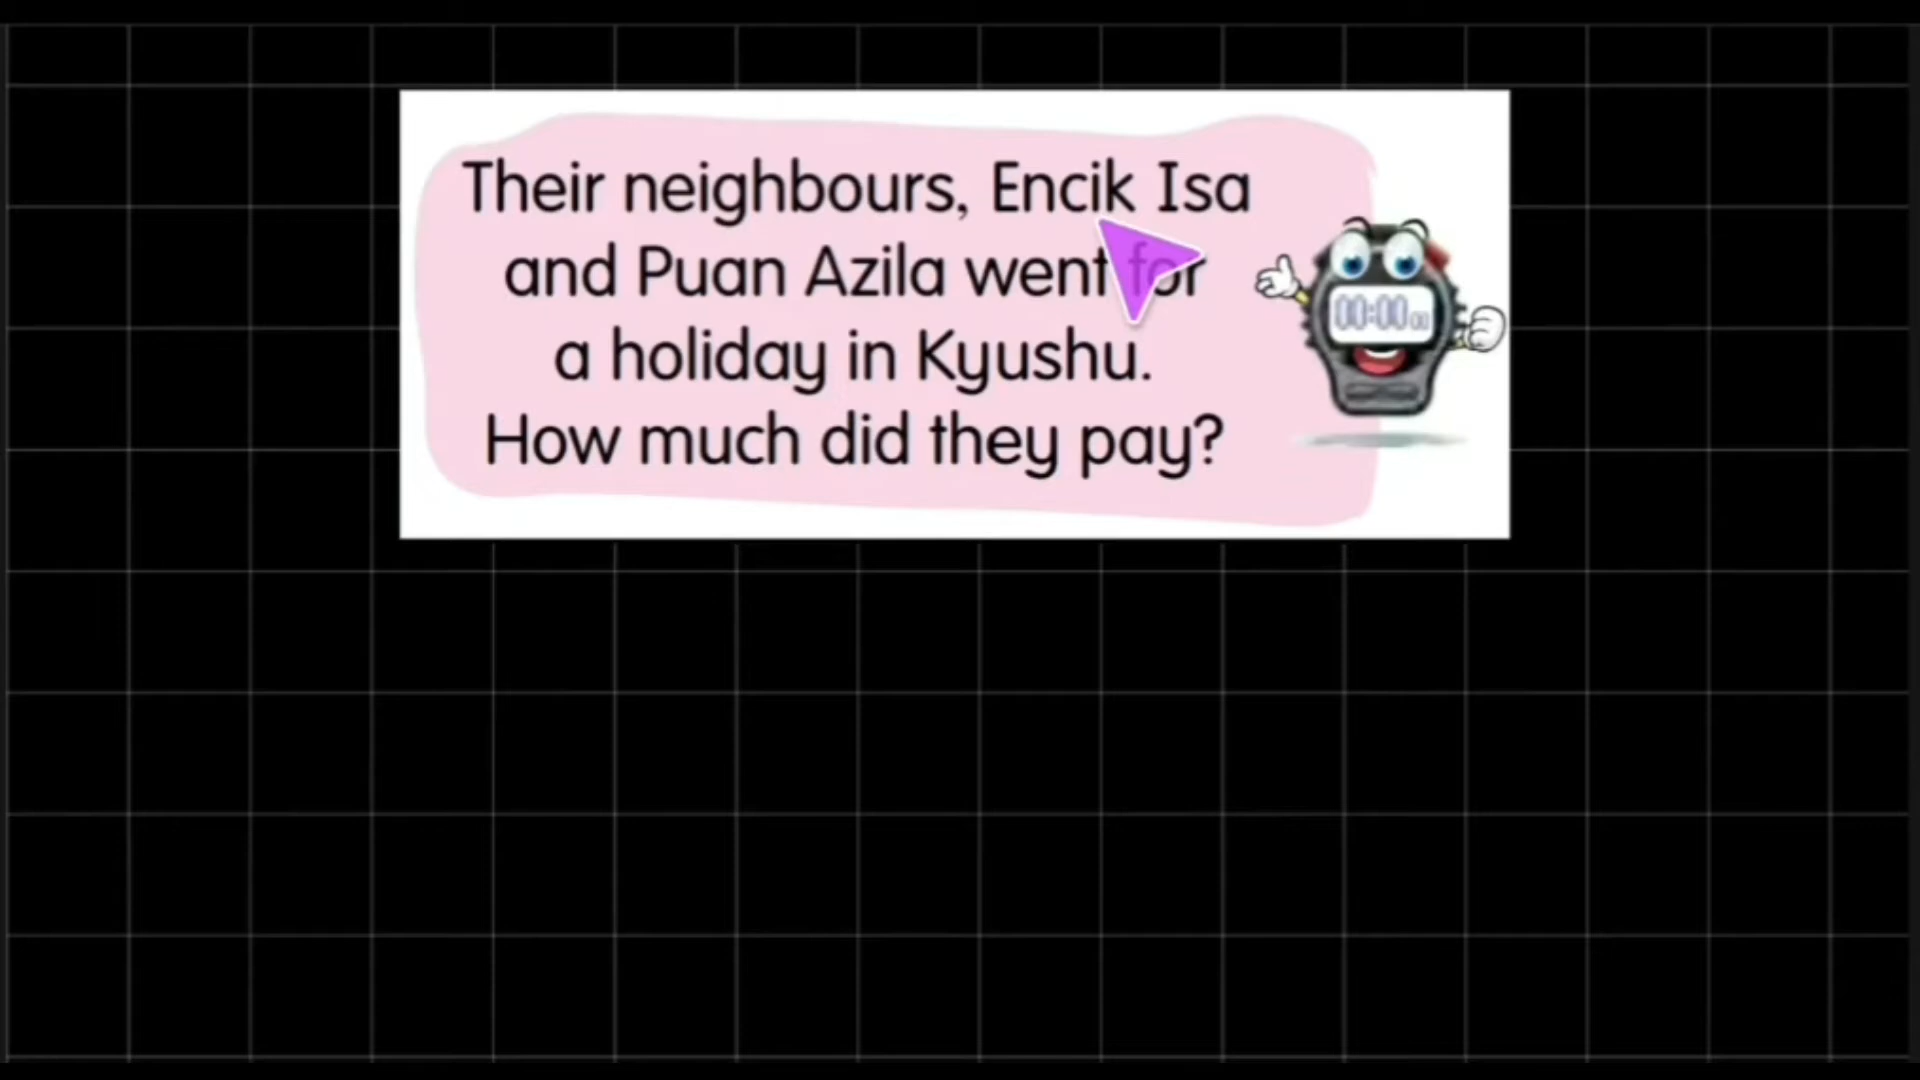 Their neighbours, Encik Isa
and Puan Azila went for
a holiday in Kyushu.
How much did they pay?
00:00 00